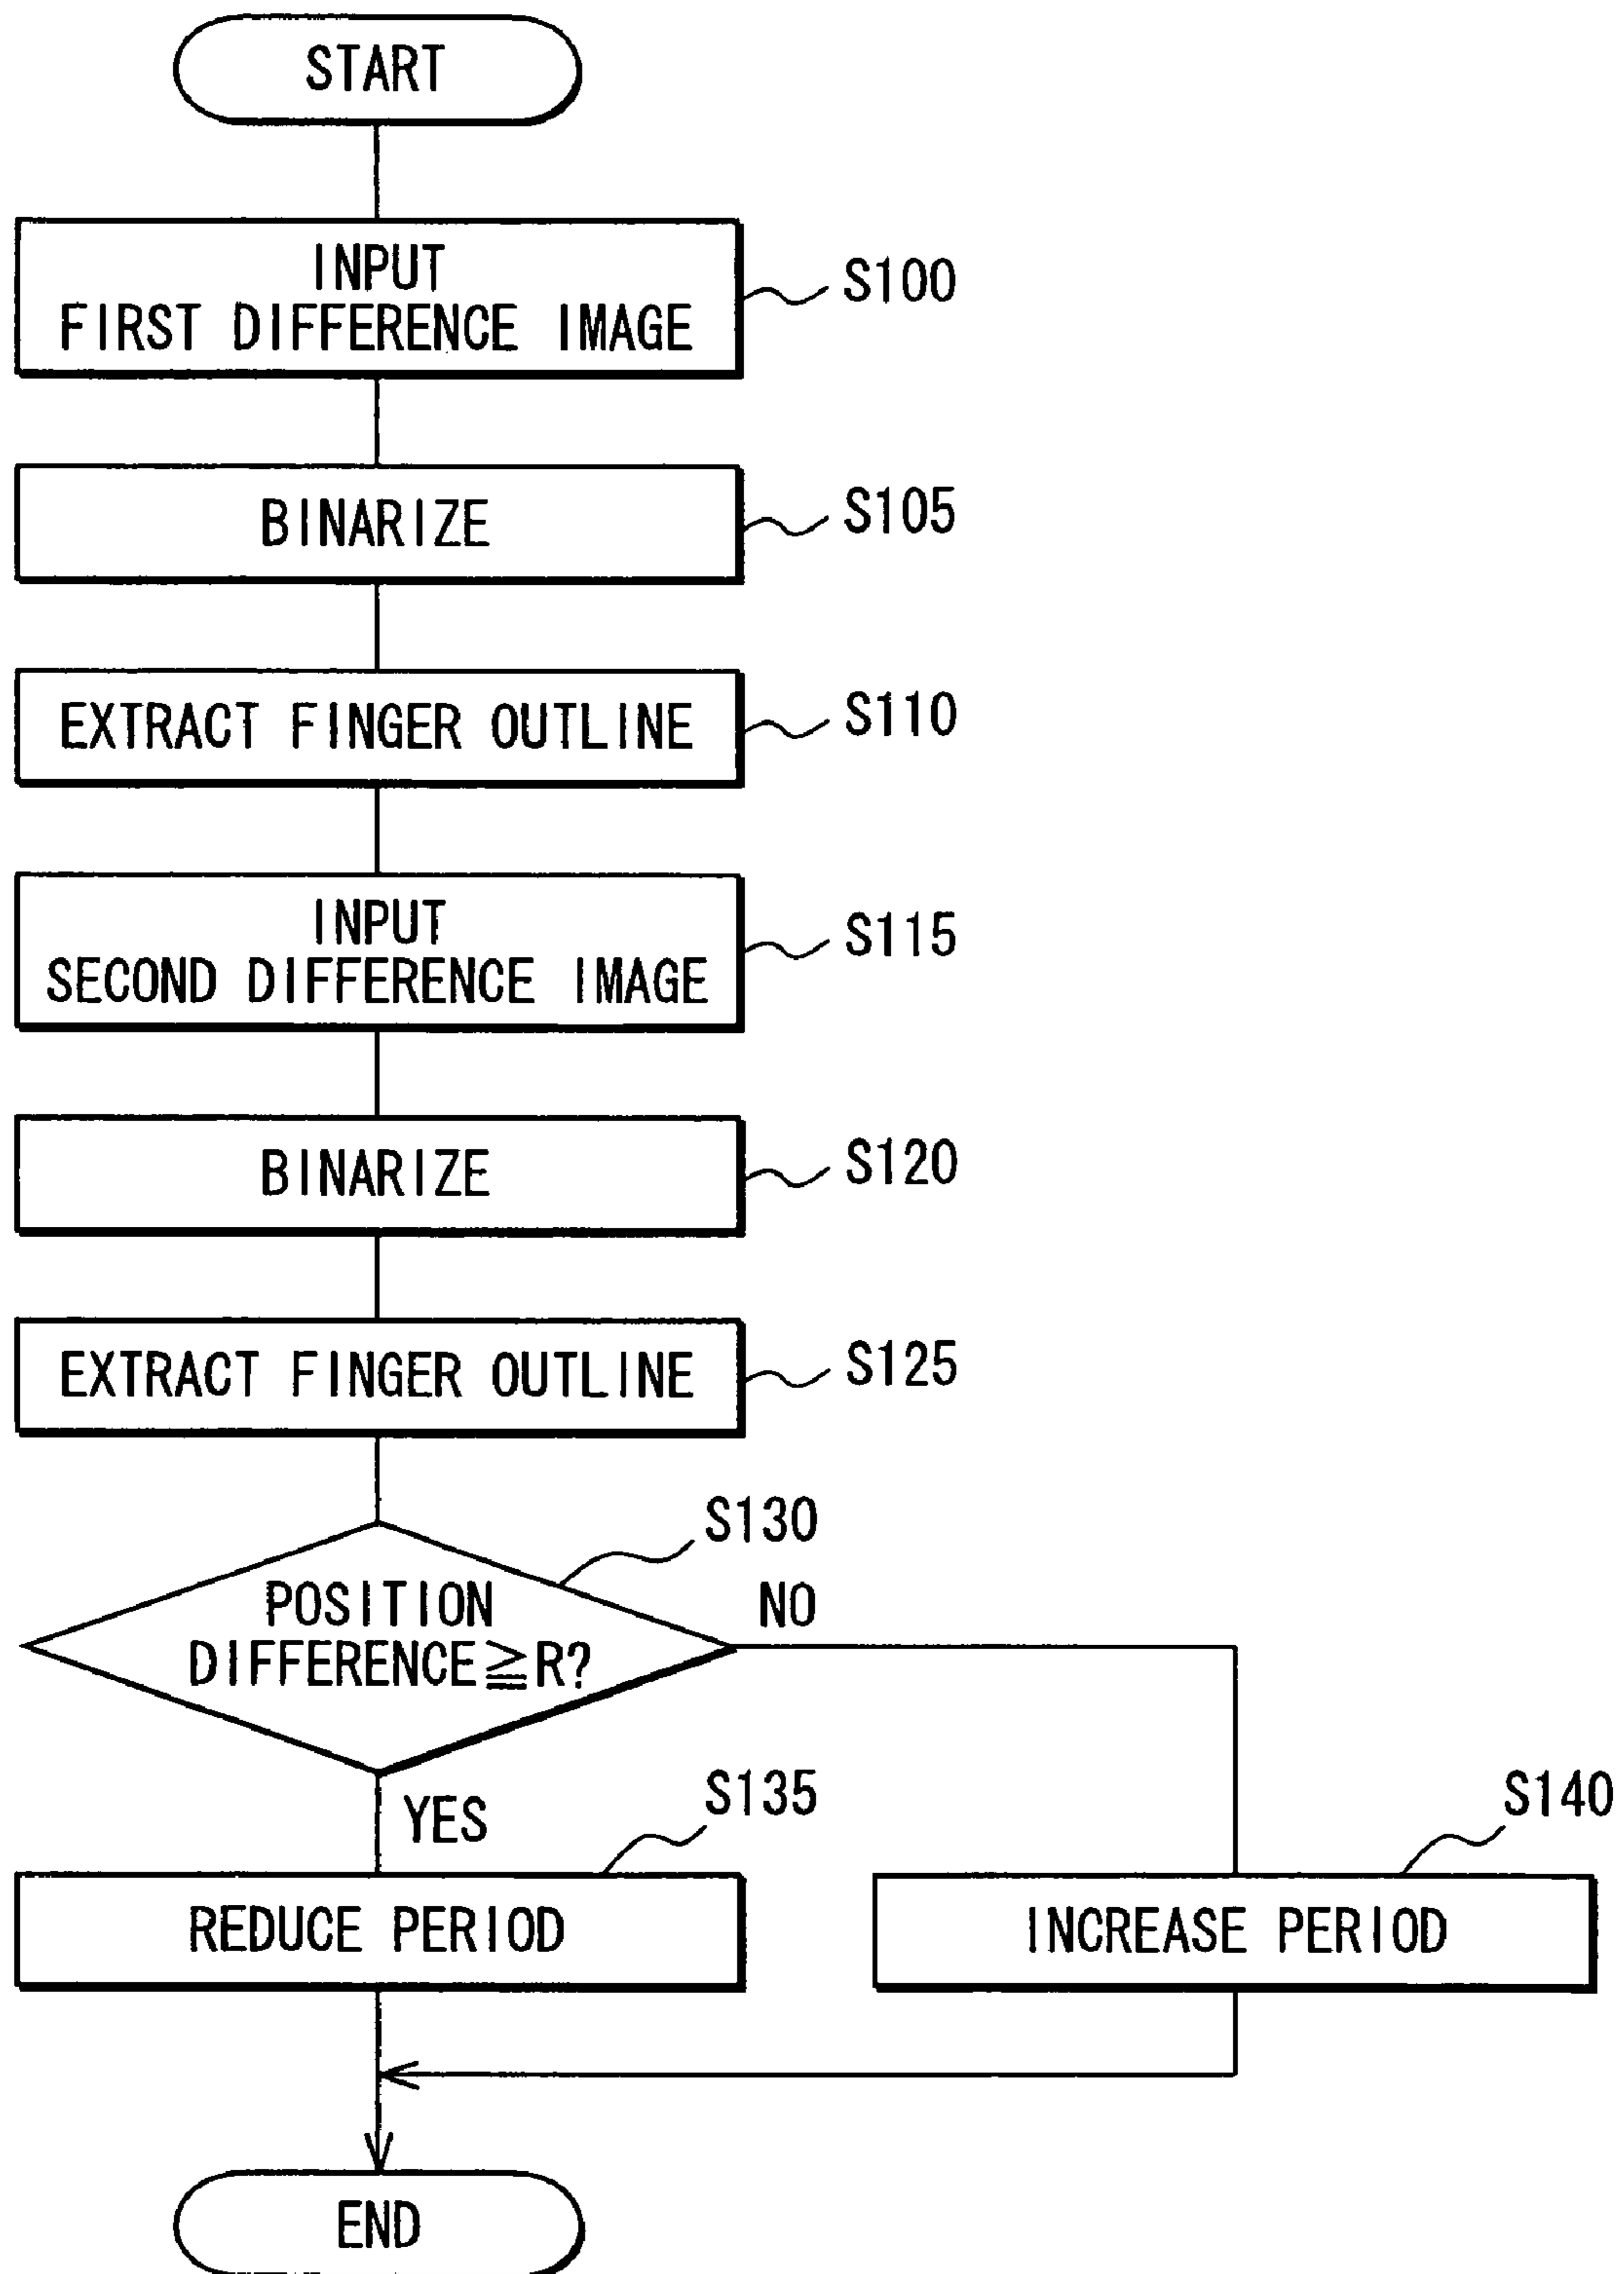 START
INPUT
FIRST DIFFERENCE IMAGE
S100
BINARIZE
S105
EXTRACT FINGER OUTLINE
S110
INPUT
SECOND DIFFERENCE IMAGE
S115
BINARIZE
S120
EXTRACT FINGER OUTLINE
S125
S130
POSITION
DIFFERENCE≧R?
NO
YES
S135
REDUCE PERIOD
S140
INCREASE PERIOD
END